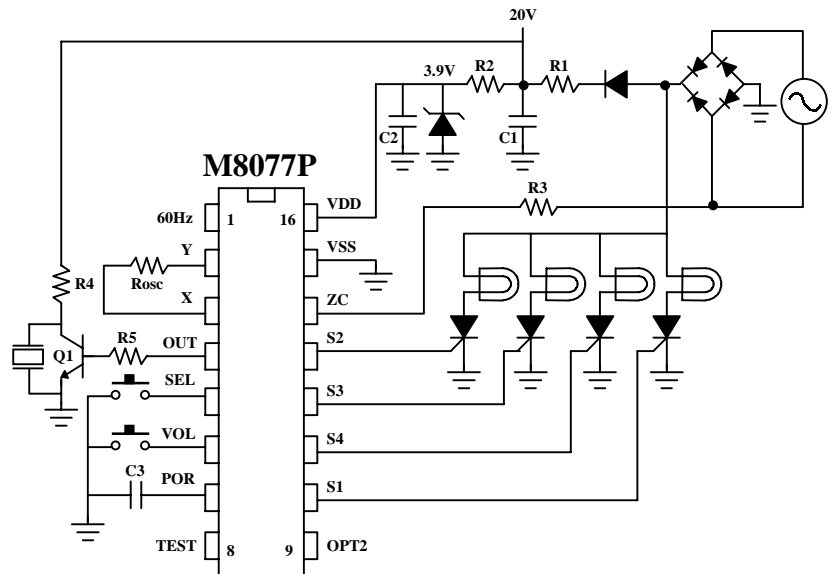 20V
R2
3.9V
R1
C2
C1
M8077P
R3
VDD
60Hz
1
16
Y
VSS
Rosc
X
ZC
R4
R5
OUT
S2
Q1
SEL
S3
VOL
S4
C3
POR
S1
TEST
8
9
OPT2